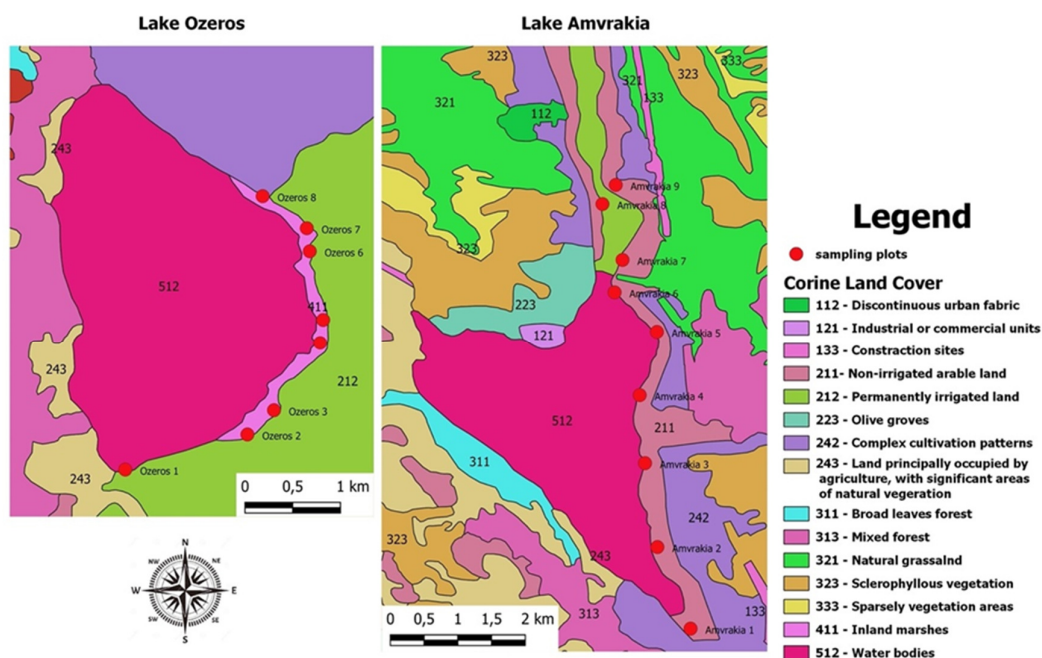 Lake Ozeros
Lake Amvrakia
243
Ozeros 8
Ozeros 7
Ozeros 6
512
411
243
212
Ozeros 3
Ozeros 2
Ozeros 1
243
0 0,5 1 km
N
NW NE
W E
SW SE
S
323
321
133
323
333
321
112
Amvrakia 9
Amvrakia 8
323
Amvrakia 7
Amvrakia 6
223
121
Amvrakia 5
Amvrakia 4
512
211
311
Amvrakia 3
242
323
243
Amvrakia 2
313
133
Amvrakia 1
0 0,5 1 1,5 2 km
Legend
sampling plots
Corine Land Cover
112 - Discontinuous urban fabric
121 - Industrial or commercial units
133 - Constraction sites
211- Non-irrigated arable land
212 - Permanently irrigated land
223 - Olive groves
242 - Complex cultivation patterns
243 - Land principally occupied by
agriculture, with significant areas
of natural vegeration
311 - Broad leaves forest
313 - Mixed forest
321 - Natural grassalnd
323 - Sclerophyllous vegetation
333 - Sparsely vegetation areas
411 - Inland marshes
512 - Water bodies